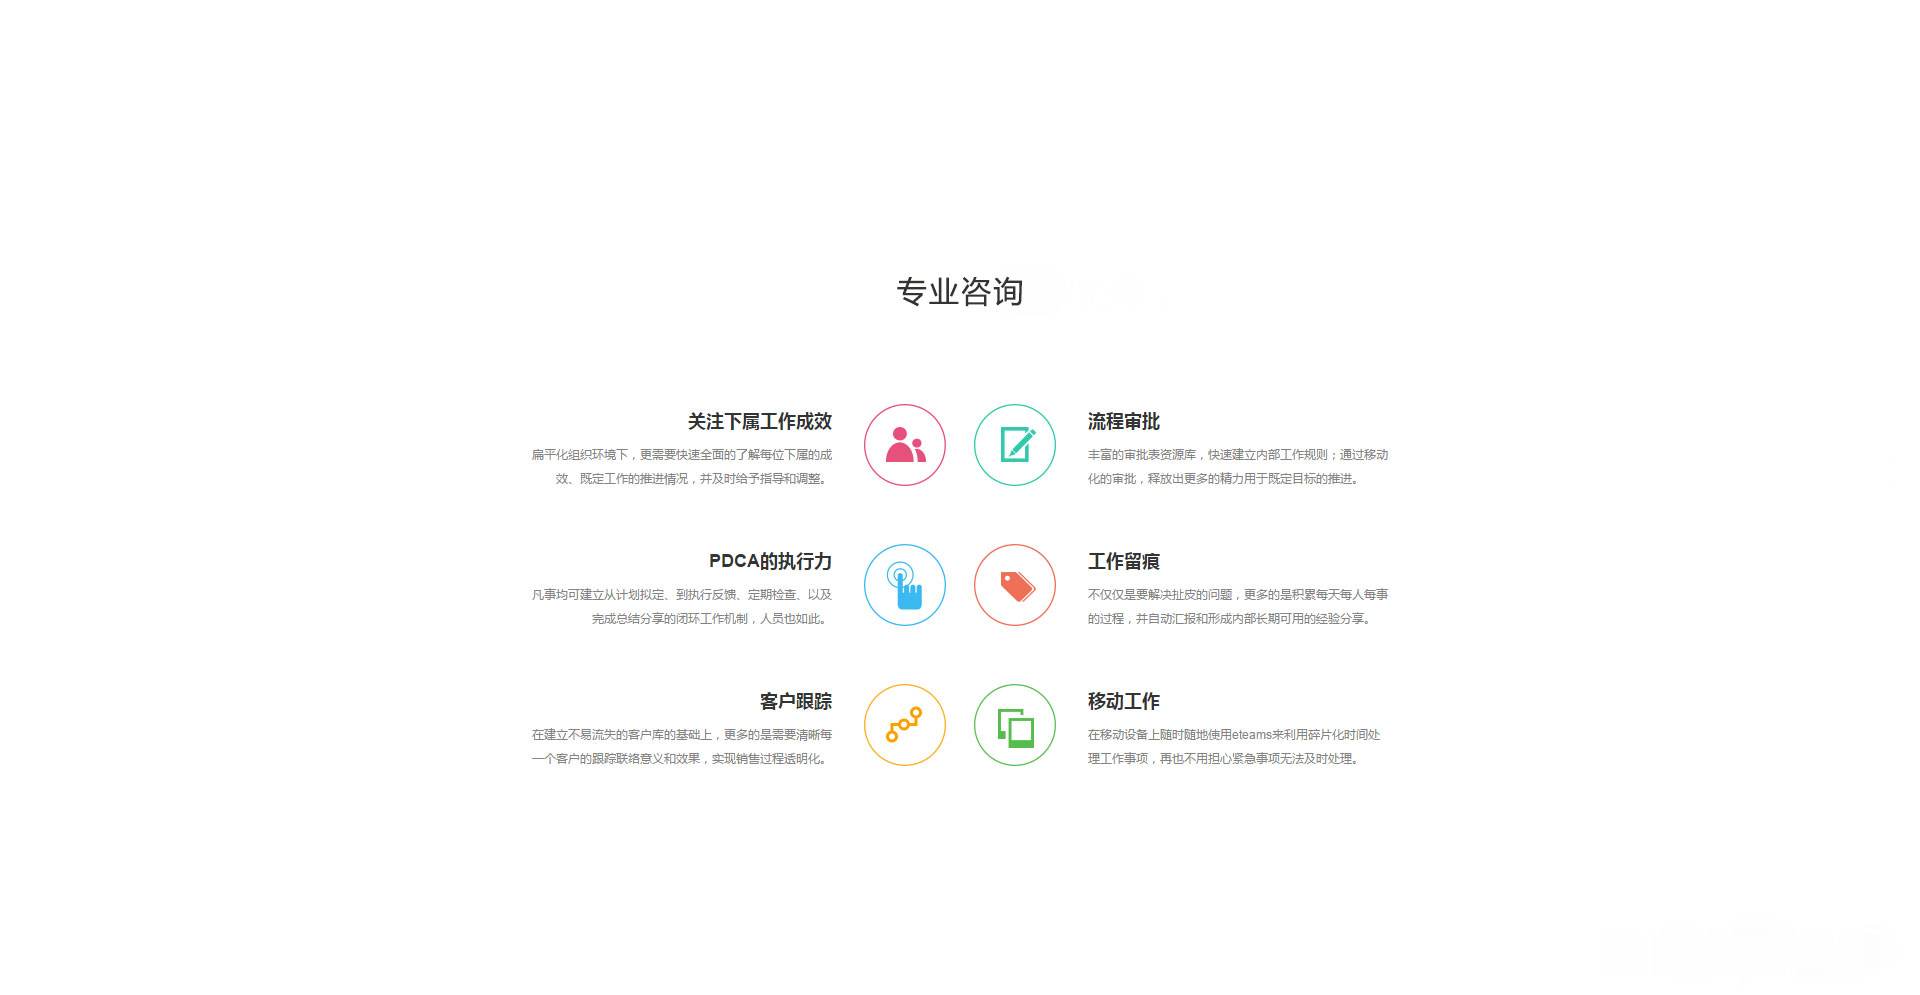 专业咨询
关注下属工作成效
扁平化组织环境下，更需要快速全面的了解每位下属的成
效、既定工作的推进情况，并及时给予指导和调整。
流程审批
丰富的审批表资源库，快速建立内部工作规则；通过移动
化的审批，释放出更多的精力用于既定目标的推进。
PDCA的执行力
凡事均可建立从计划拟定、到执行反馈、定期检查、以及
完成总结分享的闭环工作机制，人员也如此。
工作留痕
不仅仅是要解决扯皮的问题，更多的是积累每天每人每事
的过程，并自动汇报和形成内部长期可用的经验分享。
客户跟踪
在建立不易流失的客户库的基础上，更多的是需要清晰每
一个客户的跟踪联络意义和效果，实现销售过程透明化。
移动工作
在移动设备上随时随地使用eteams来利用碎片化时间处
理工作事项，再也不用担心紧急事项无法及时处理。